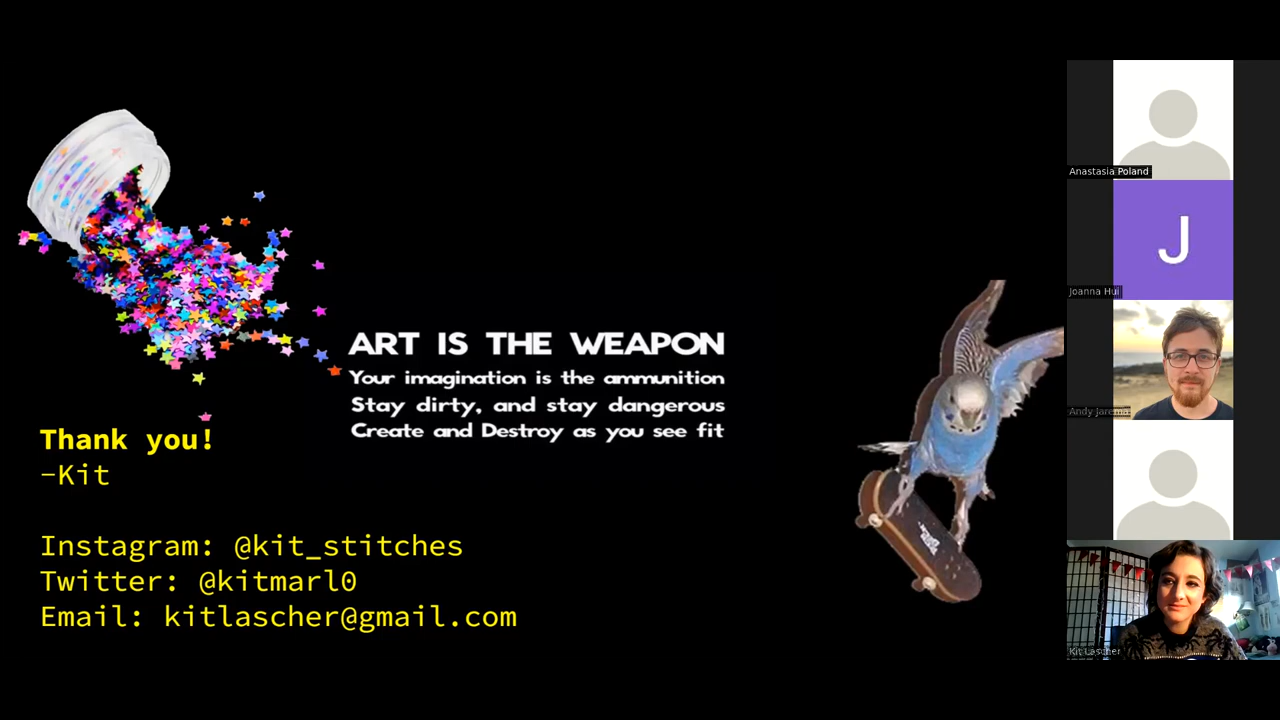 ART IS THE WEAPON
Your imagination is the ammunition
Stay dirty, and stay dangerous
Create and Destroy as you see fit
Thank you!
-Kit
Instagram: @kit_stitches
Twitter: @kitmarl0
Email: kitlascher@gmail.com
Anastasia Poland
J
Joanna Hui
Andy Jarema
Kit Lascher